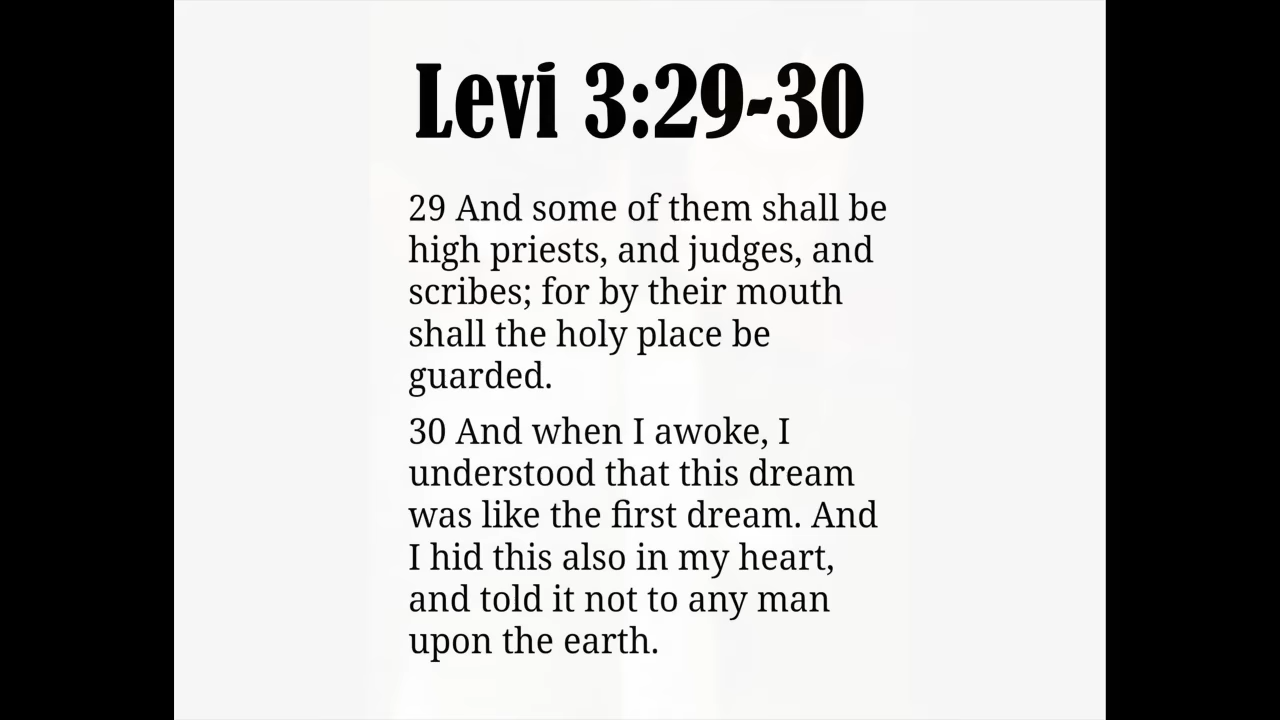 Levi 3:29-30
29 And some of them shall be
high priests, and judges, and
scribes; for by their mouth
shall the holy place be
guarded.
30 And when I awoke, I
understood that this dream
was like the first dream. And
I hid this also in my heart,
and told it not to any man
upon the earth.